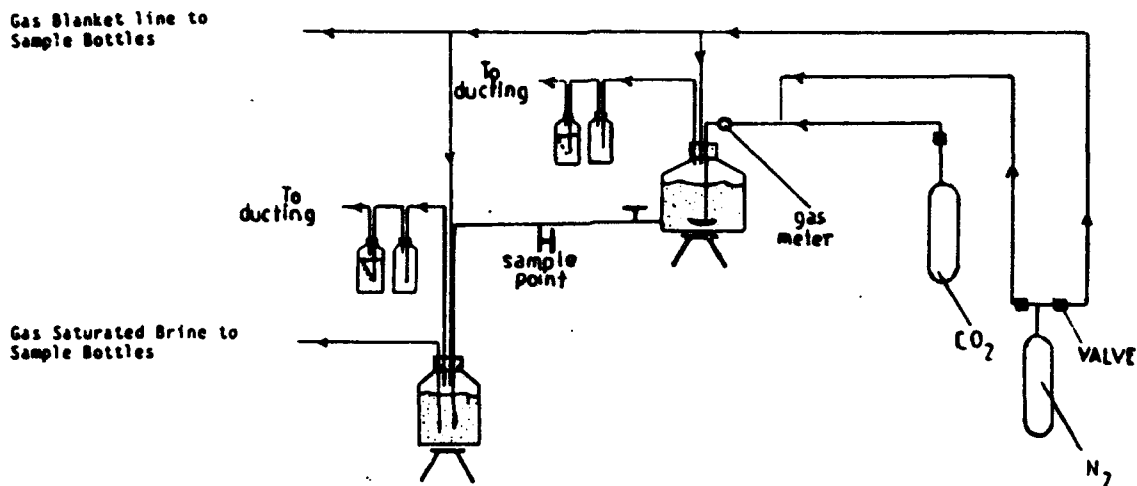 Gas Blanket line to
Sample Bottles
To
ducting
To
ducting
gas
meter
sample
point
Gas Saturated Brine to
Sample Bottles
CO2
VALVE
N2